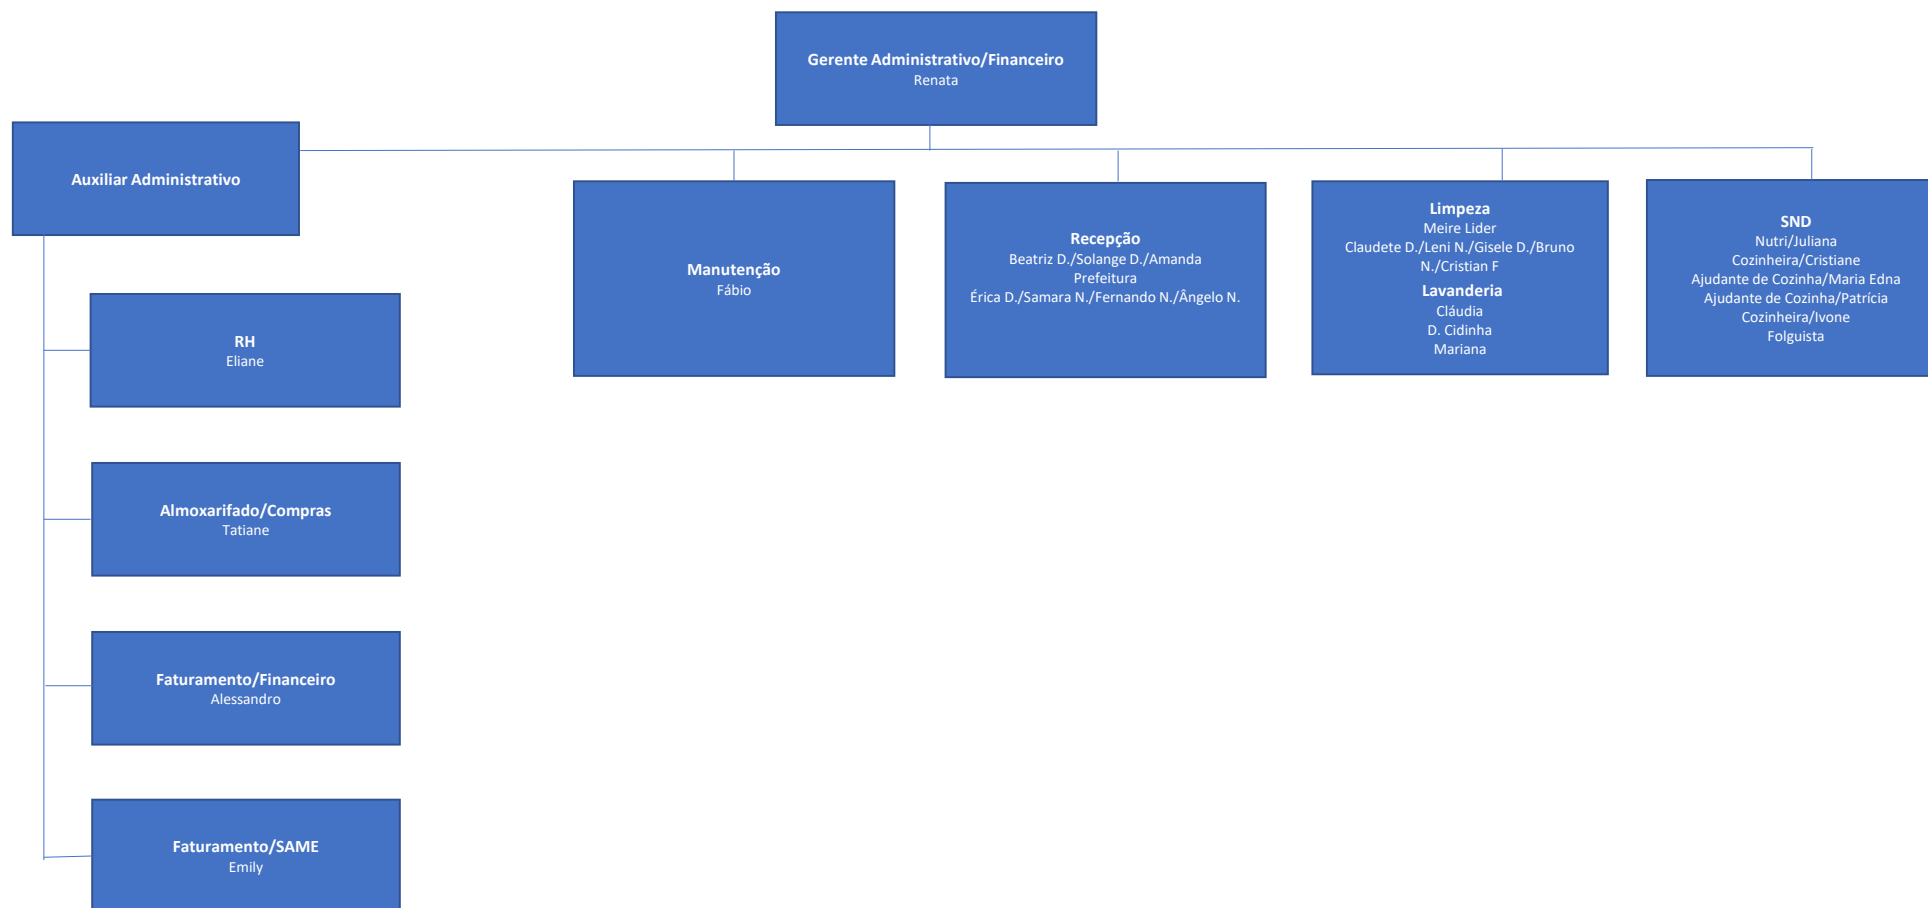 Gerente Administrativo/Financeiro
Renata
Auxiliar Administrativo
Manutenção
Fábio
Recepção
Beatriz D./Solange D./Amanda
Prefeitura
Érica D./Samara N./Fernando N./Ângelo N.
Limpeza
Meire Lider
Claudete D./Leni N./Gisele D./Bruno
N./Cristian F
Lavanderia
Cláudia
D. Cidinha
Mariana
SND
Nutri/Juliana
Cozinheira/Cristiane
Ajudante de Cozinha/Maria Edna
Ajudante de Cozinha/Patrícia
Cozinheira/Ivone
Folguista
RH
Eliane
Almoxarifado/Compras
Tatiane
Faturamento/Financeiro
Alessandro
Faturamento/SAME
Emily